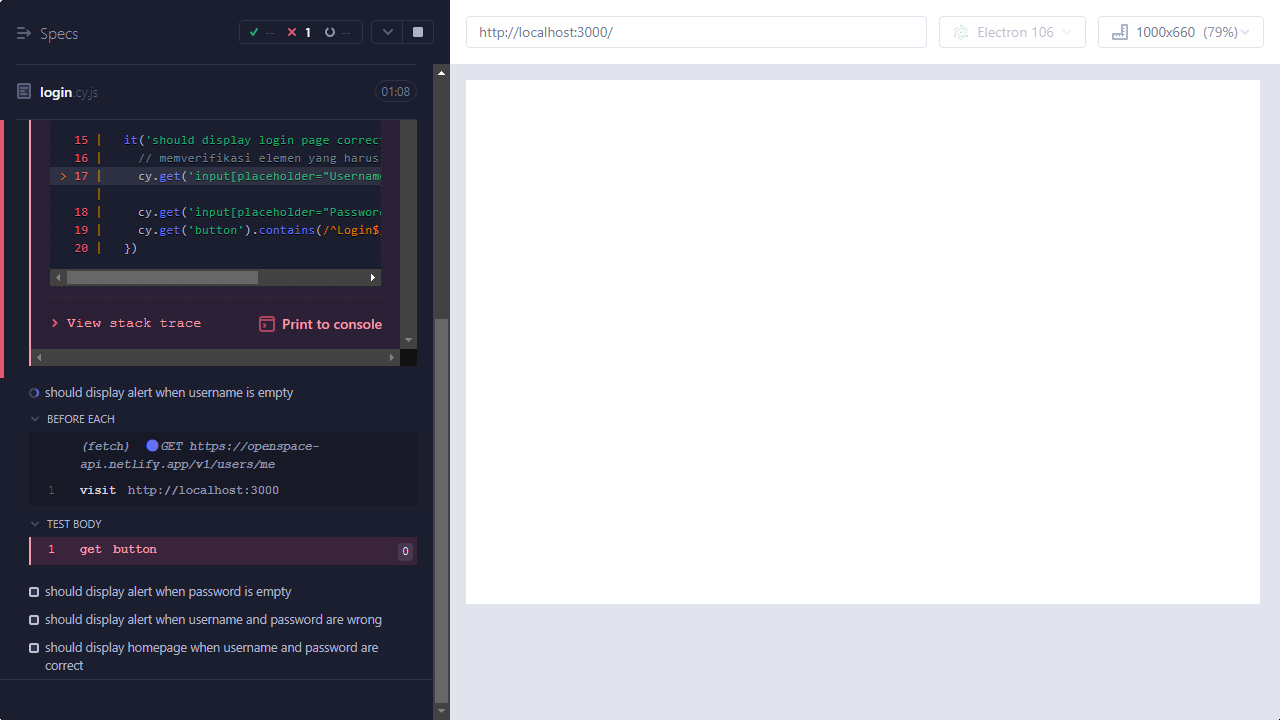 Specs
-- 1 --
http://localhost:3000/
Electron 106
1000x660 (79%)
login.cy.js
01:08
15 | it('should display login page correct
16 | // memverifikasi elemen yang harus
> 17 | cy.get('input[placeholder="Username
|
18 | cy.get('input[placeholder="Password
19 | cy.get('button').contains(/^Login$
20 | })
View stack trace
Print to console
should display alert when username is empty
BEFORE EACH
(fetch) GET https://openspace-
api.netlify.app/v1/users/me
1 visit http://localhost:3000
TEST BODY
1 get button 0
should display alert when password is empty
should display alert when username and password are wrong
should display homepage when username and password are
correct